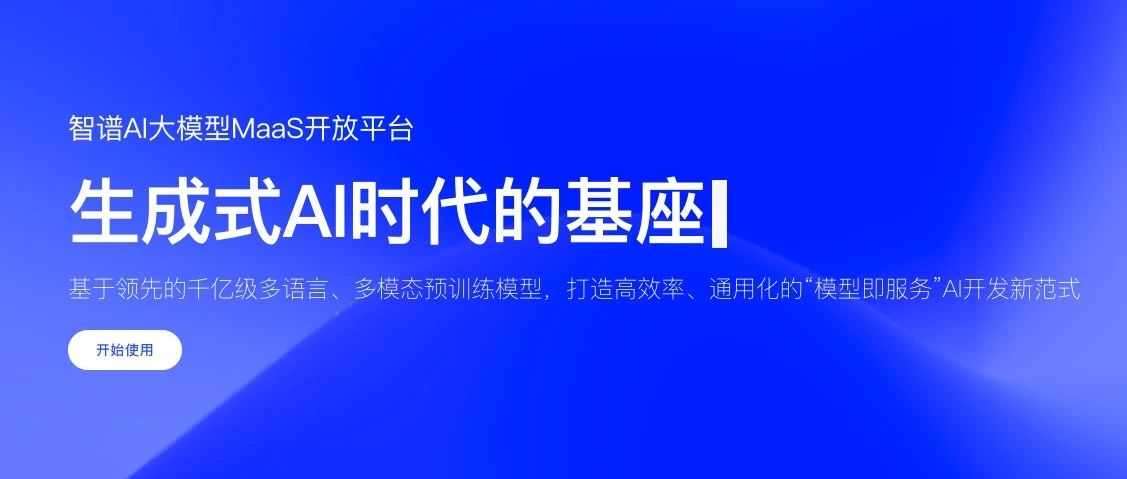 智谱AI大模型MaaS开放平台
生成式AI时代的基座
基于领先的千亿级多语言、多模态预训练模型，打造高效率、通用化的“模型即服务”AI开发新范式
开始使用